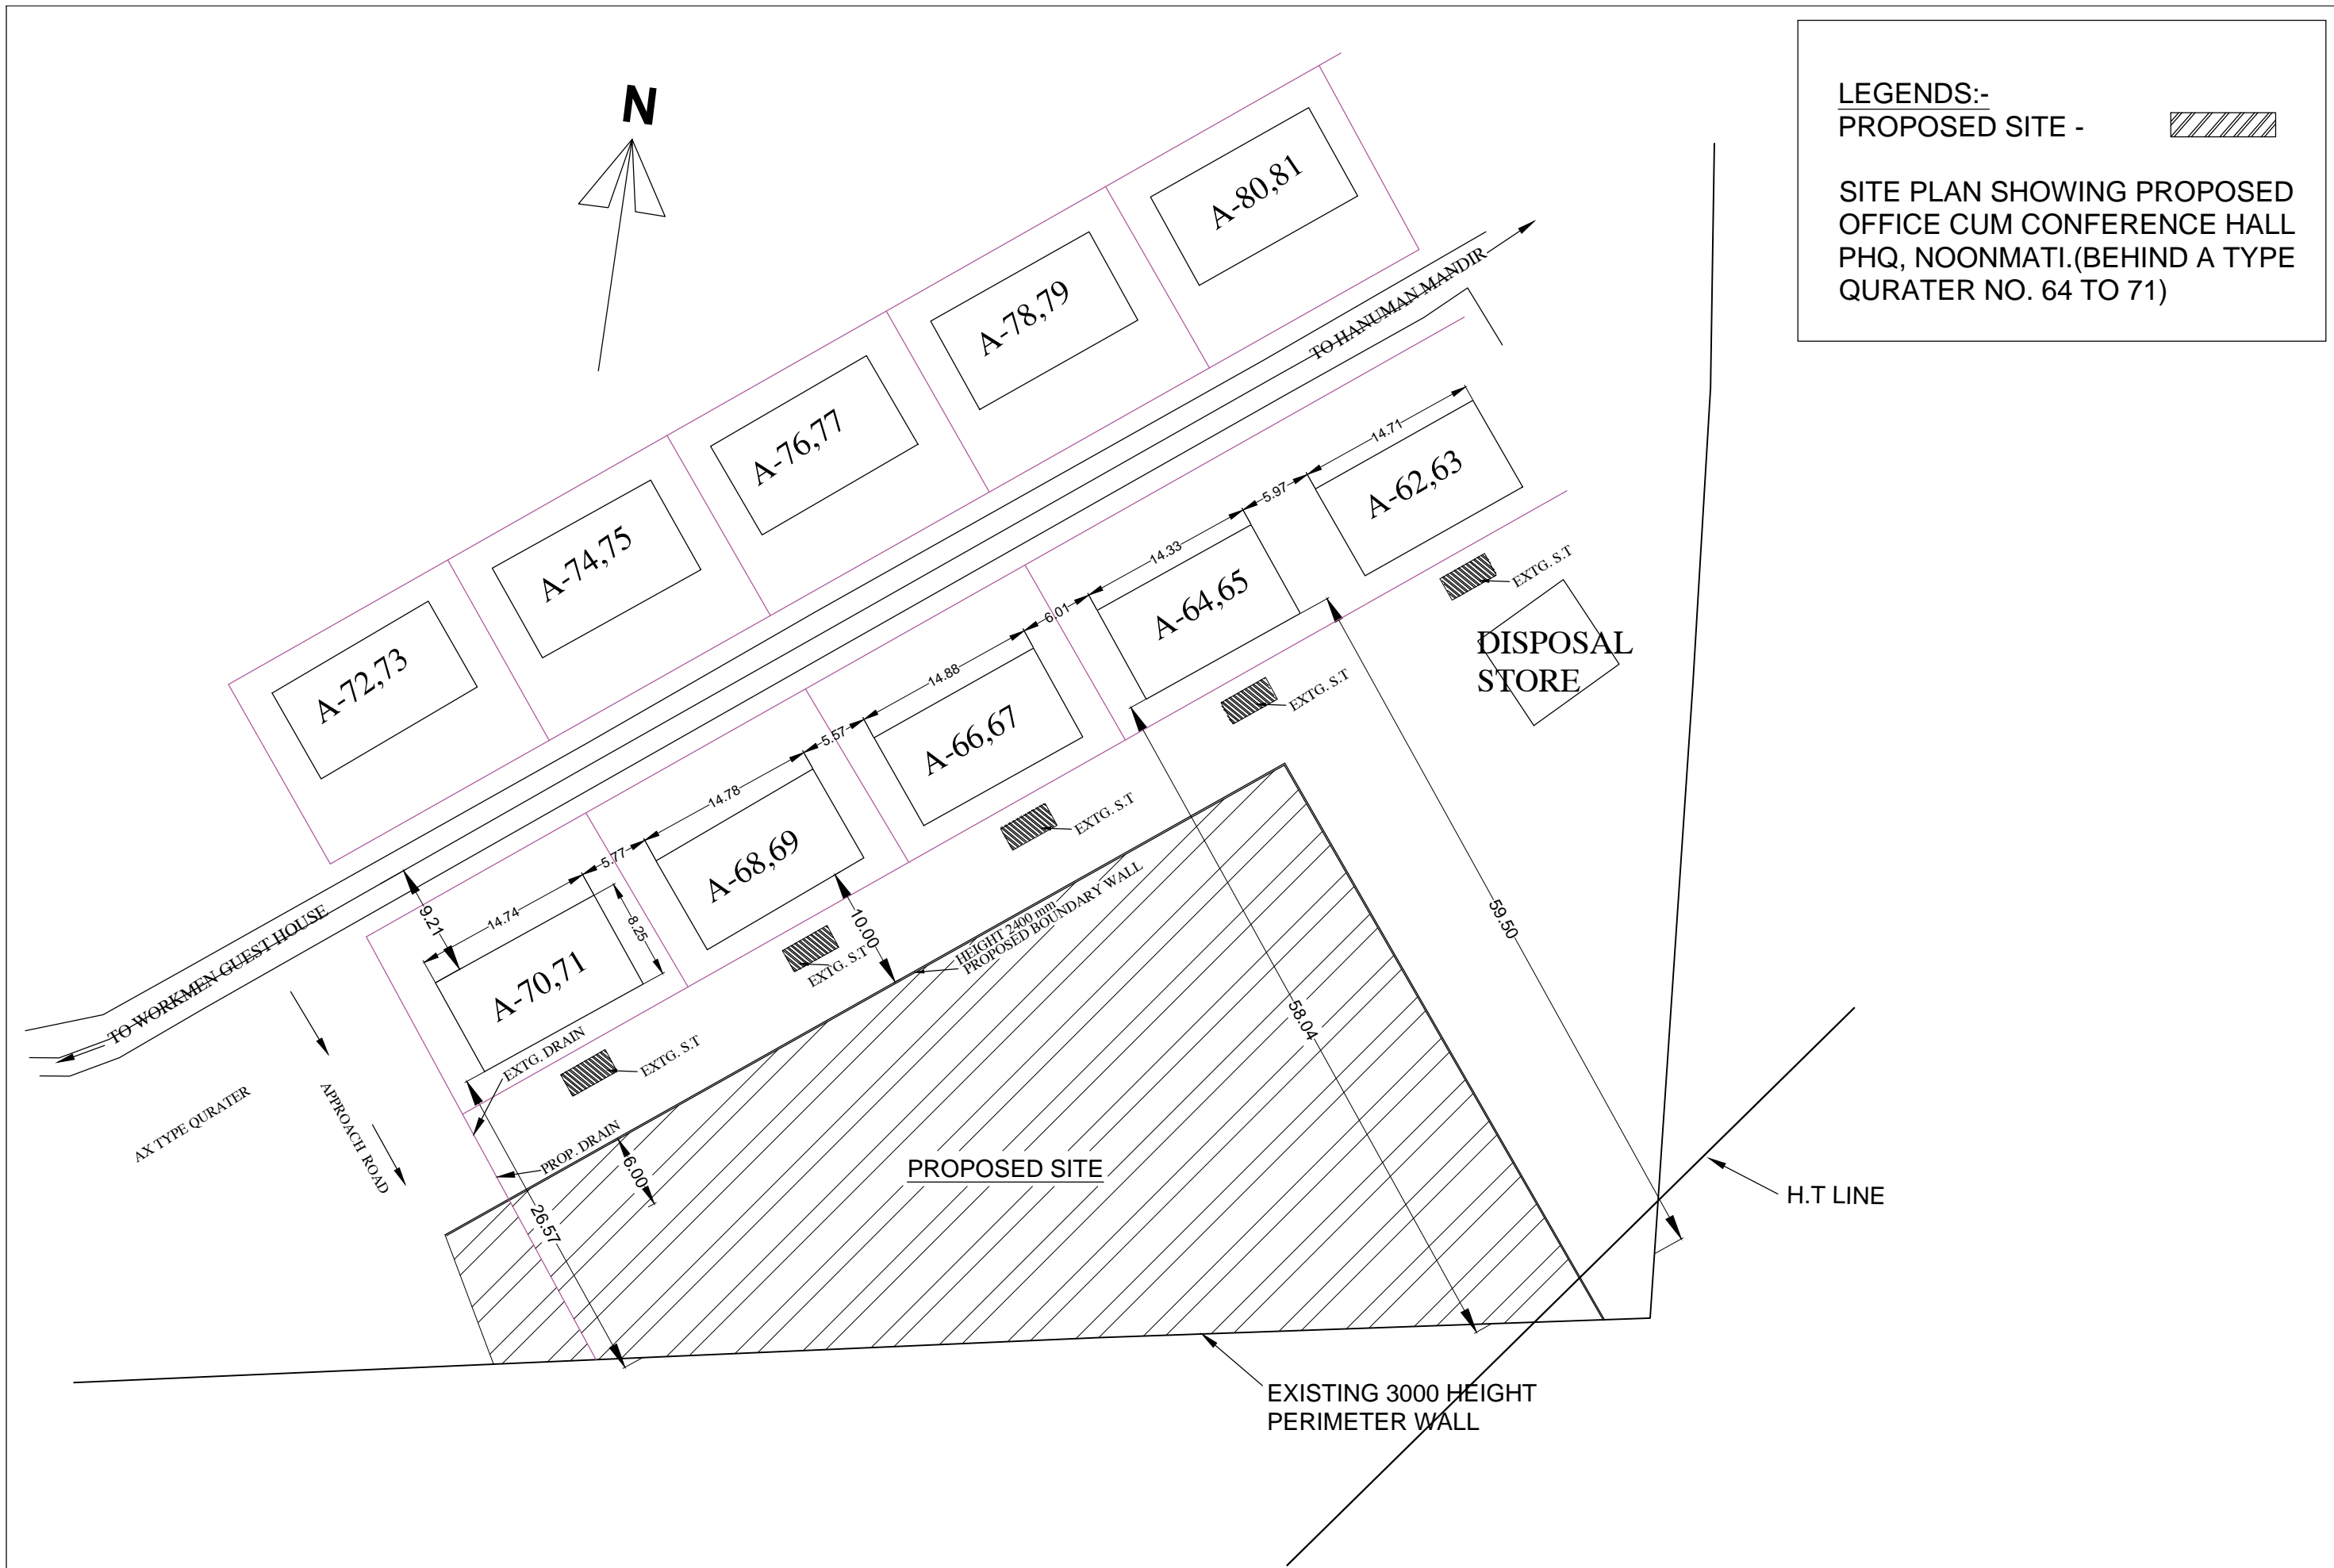 N
LEGENDS:-
PROPOSED SITE -
SITE PLAN SHOWING PROPOSED
OFFICE CUM CONFERENCE HALL
PHQ, NOONMATI.(BEHIND A TYPE
QURATER NO. 64 TO 71)
A-80,81
A-78,79
A-76,77
A-74,75
A-72,73
TO HANUMAN MANDIR
14.71
A-62,63
5.97
14.33
A-64,65
6.01
14.88
A-66,67
5.57
14.78
A-68,69
5.77
14.74
8.25
A-70,71
9.21
TO WORKMEN GUEST HOUSE
EXTG. S.T
DISPOSAL
STORE
EXTG. S.T
EXTG. S.T
EXTG. S.T
EXTG. S.T
10.00
HEIGHT 2400 mm
PROPOSED BOUNDARY WALL
59.50
58.04
EXTG. DRAIN
PROP. DRAIN
6.00
26.57
AX TYPE QURATER
APPROACH ROAD
PROPOSED SITE
H.T LINE
EXISTING 3000 HEIGHT
PERIMETER WALL